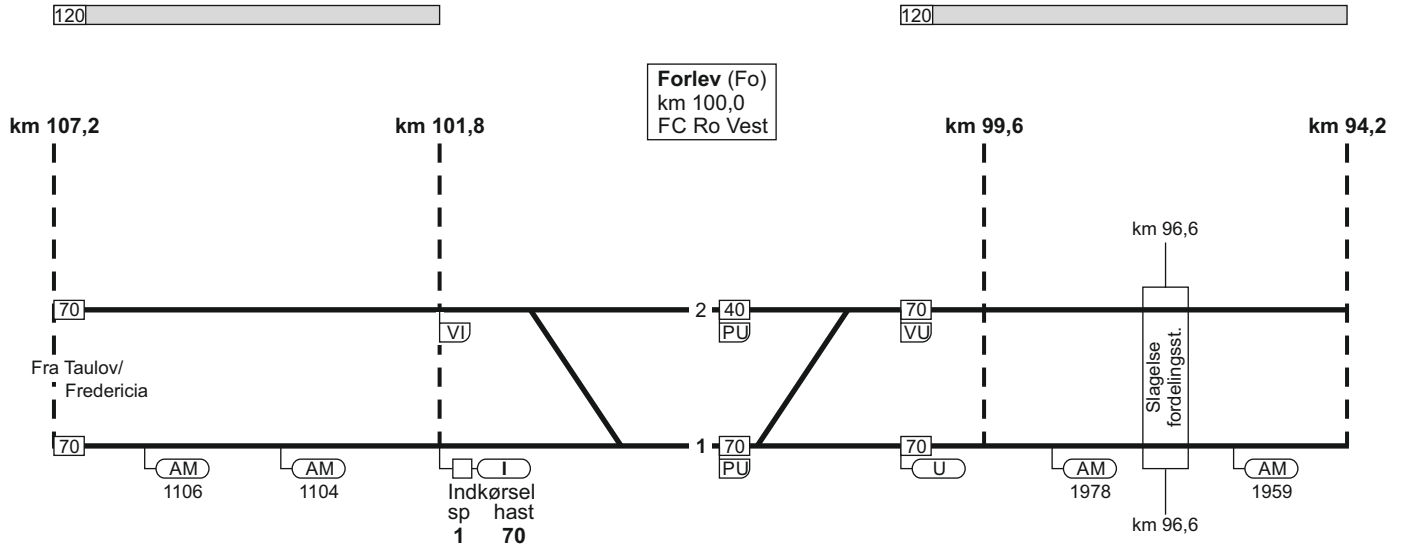 120
120
Forlev (Fo)
km 100,0
FC Ro Vest
km 107,2
km 101,8
km 99,6
km 94,2
km 96,6
70
2
40
70
VI
PU
VU
Fra Taulov/
Fredericia
Slagelse
fordelingsst.
70
1
70
70
AM
AM
I
PU
U
AM
AM
1106
1104
Indkørsel
1978
1959
sp hast
1 70
km 96,6